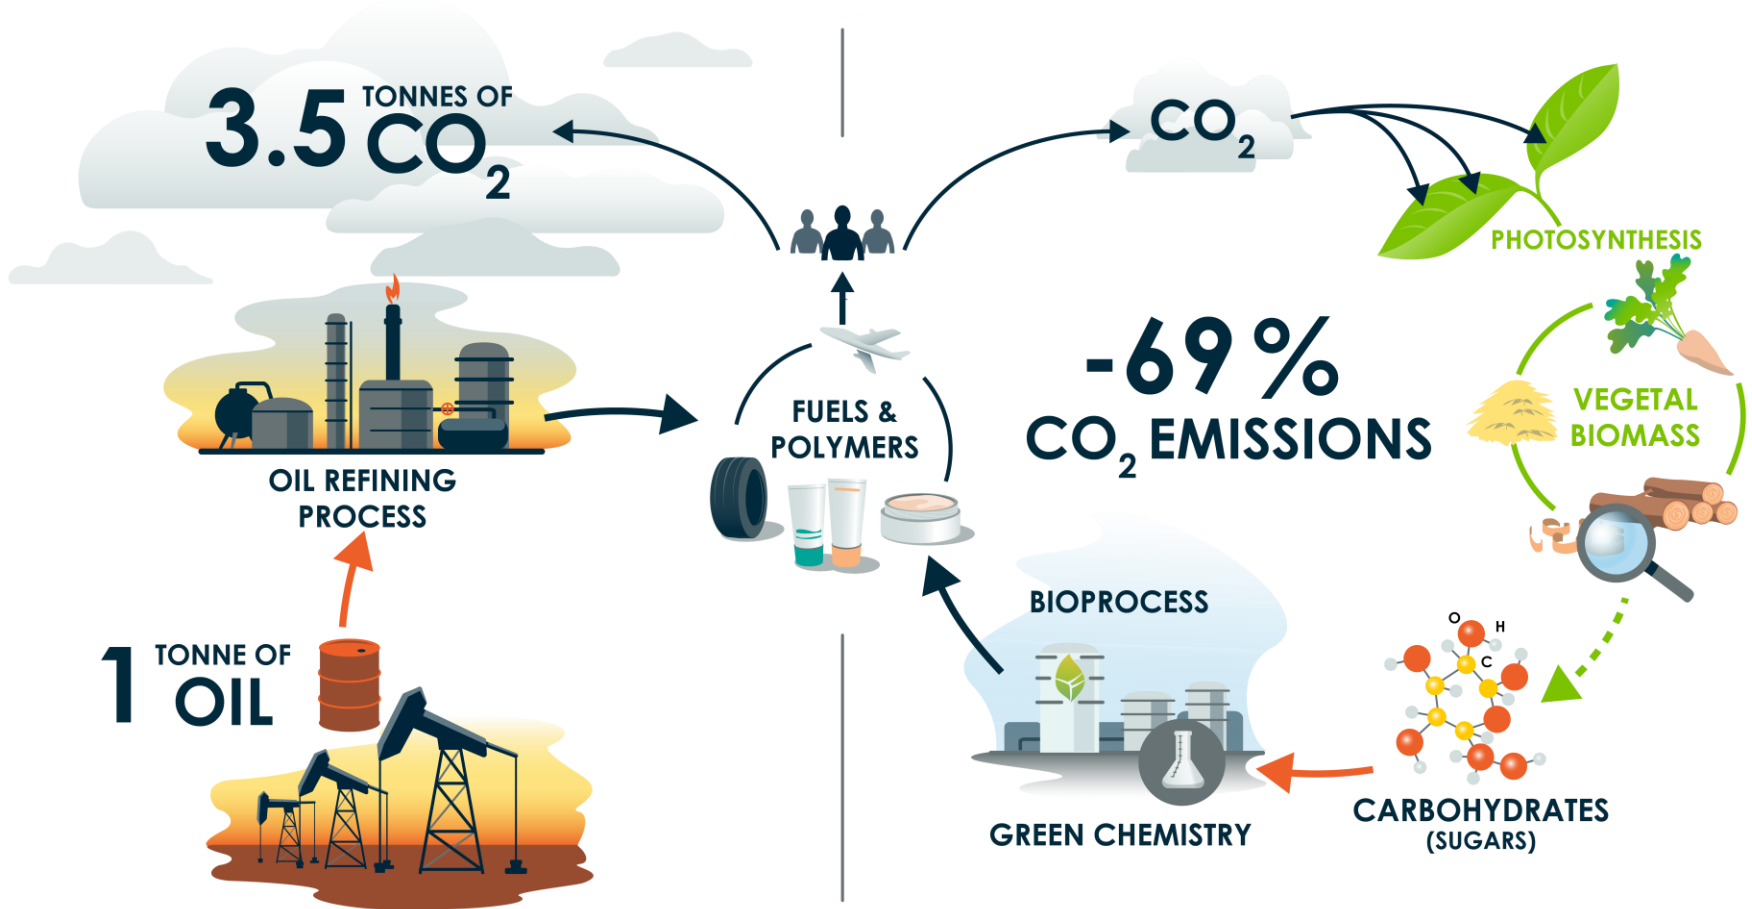 3.5 TONNES OF
CO2
OIL REFINING
PROCESS
1 TONNE OF
OIL
FUELS &
POLYMERS
CO2
PHOTOSYNTHESIS
-69%
CO2 EMISSIONS
VEGETAL
BIOMASS
BIOPROCESS
O
H
C
GREEN CHEMISTRY
CARBOHYDRATES
(SUGARS)